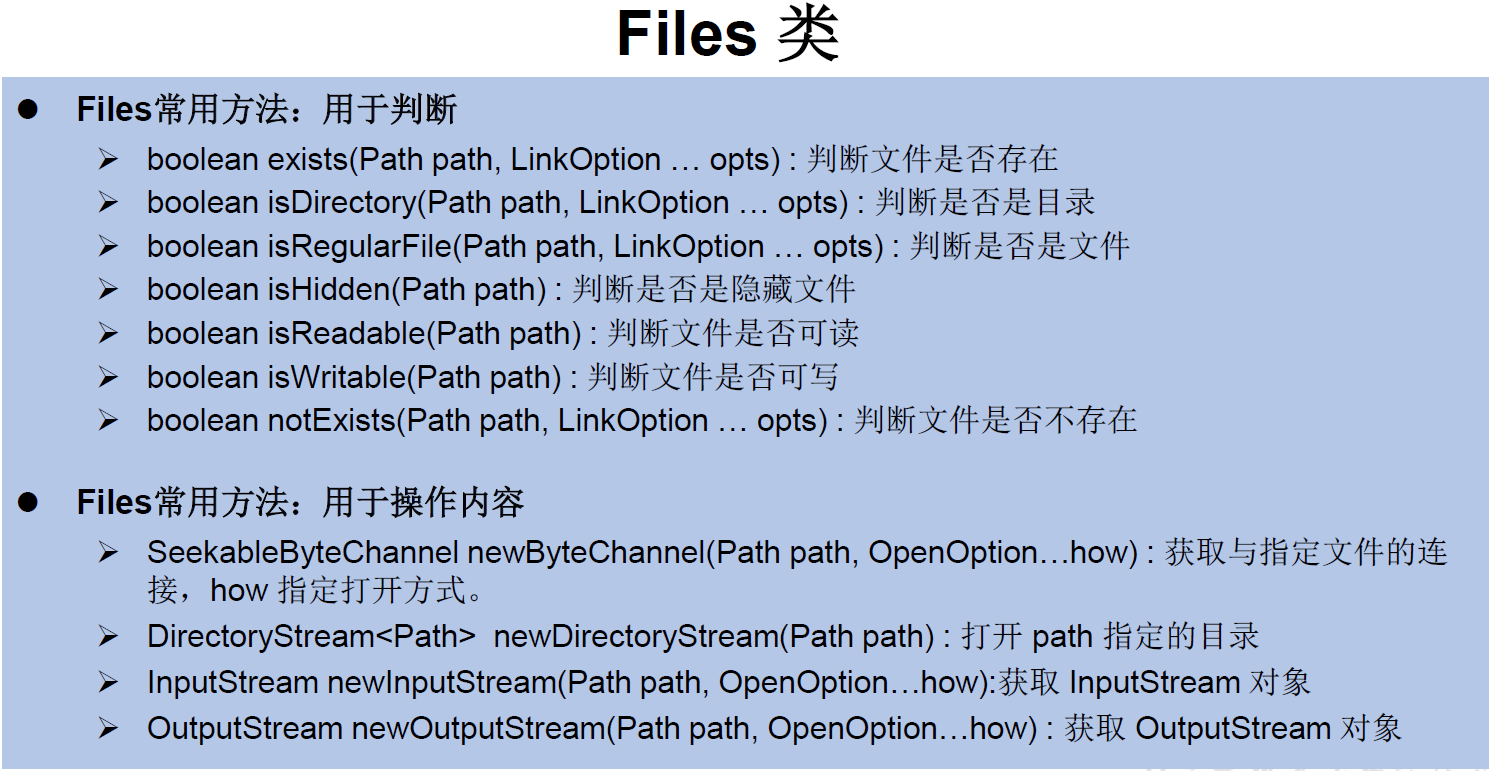 Files 类
● Files常用方法：用于判断
➢ boolean exists(Path path, LinkOption … opts) : 判断文件是否存在
➢ boolean isDirectory(Path path, LinkOption … opts) : 判断是否是目录
➢ boolean isRegularFile(Path path, LinkOption … opts) : 判断是否是文件
➢ boolean isHidden(Path path) : 判断是否是隐藏文件
➢ boolean isReadable(Path path) : 判断文件是否可读
➢ boolean isWritable(Path path) : 判断文件是否可写
➢ boolean notExists(Path path, LinkOption … opts) : 判断文件是否不存在
● Files常用方法：用于操作内容
➢ SeekableByteChannel newByteChannel(Path path, OpenOption…how) : 获取与指定文件的连
接，how 指定打开方式。
➢ DirectoryStream<Path> newDirectoryStream(Path path) : 打开 path 指定的目录
➢ InputStream newInputStream(Path path, OpenOption…how):获取 InputStream 对象
➢ OutputStream newOutputStream(Path path, OpenOption…how) : 获取 OutputStream 对象